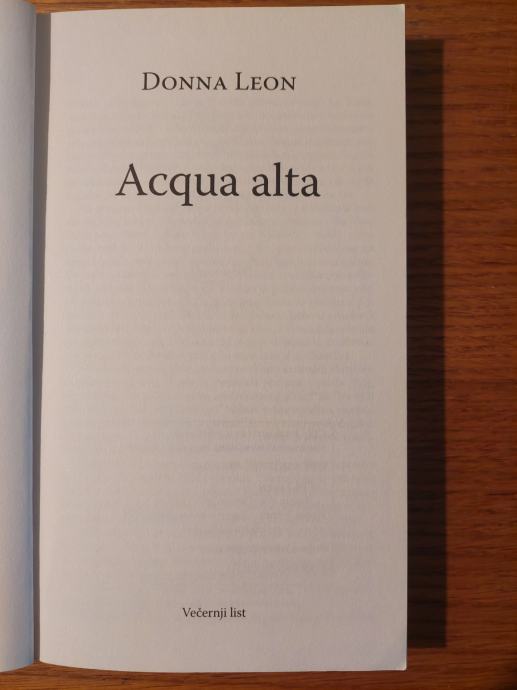 Donna Leon
Acqua alta
Večernji list